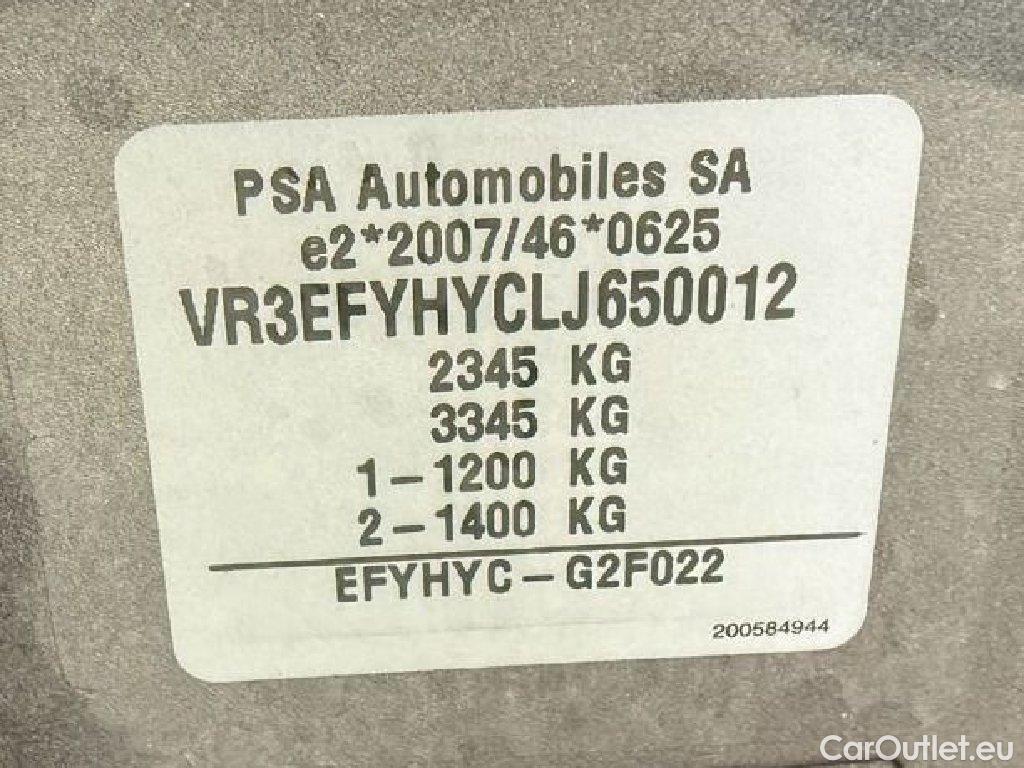 PSA Automobiles SA
e2*2007/46*0625
VR3EFYHYCLJ650012
2345 KG
3345 KG
1-1200 KG
2-1400 KG
EFYHYC-G2F022
200584944
CarOutlet.eu